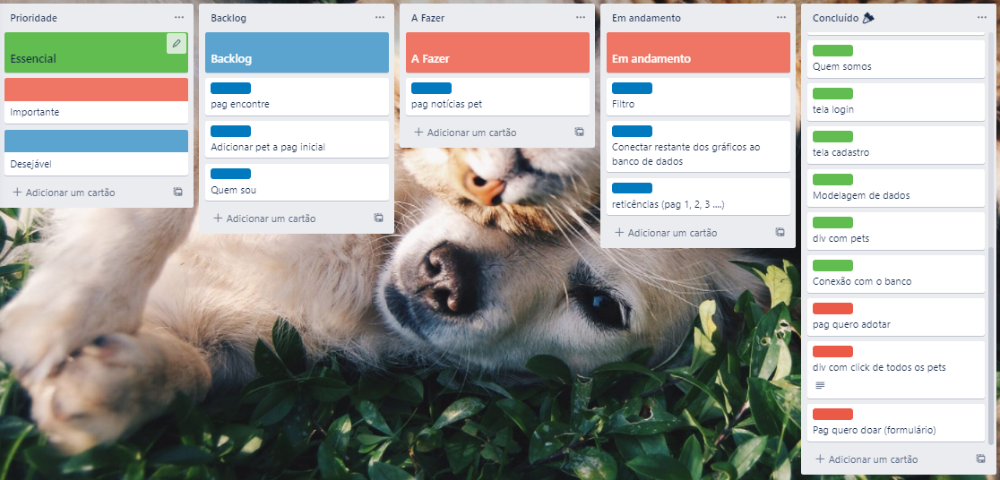 Prioridade
Essencial
Importante
Desejável
Adicionar um cartão
Backlog
Backlog
pag encontre
Adicionar pet a pag inicial
Quem sou
Adicionar um cartão
A Fazer
A Fazer
pag notícias pet
Adicionar um cartão
Em andamento
Em andamento
Filtro
Conectar restante dos gráficos ao
banco de dados
reticências (pag 1, 2, 3 ....)
Adicionar um cartão
Concluído
Quem somos
tela login
tela cadastro
Modelagem de dados
div com pets
Conexão com o banco
pag quero adotar
div com click de todos os pets
Pag quero doar (formulário)
Adicionar um cartão